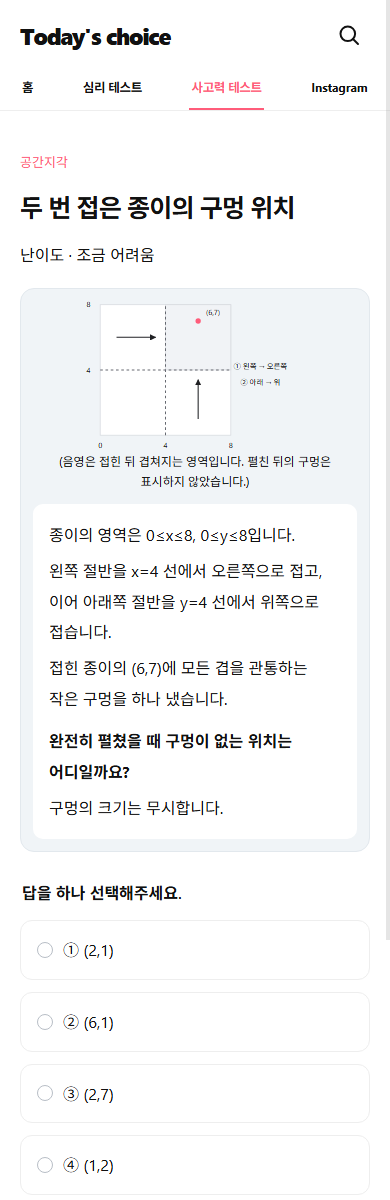 Today's choice
홈 심리 테스트 사고력 테스트 Instagram
공간지각
두 번 접은 종이의 구멍 위치
난이도 · 조금 어려움
8
(6,7)
4
① 왼쪽 → 오른쪽
② 아래 → 위
0 4 8
(음영은 접힌 뒤 겹쳐지는 영역입니다. 펼친 뒤의 구멍은
표시하지 않았습니다.)
종이의 영역은 0≤x≤8, 0≤y≤8입니다.
왼쪽 절반을 x=4 선에서 오른쪽으로 접고,
이어 아래쪽 절반을 y=4 선에서 위쪽으로
접습니다.
접힌 종이의 (6,7)에 모든 겹을 관통하는
작은 구멍을 하나 냈습니다.
완전히 펼쳤을 때 구멍이 없는 위치는
어디일까요?
구멍의 크기는 무시합니다.
답을 하나 선택해주세요.
① (2,1)
② (6,1)
③ (2,7)
④ (1,2)